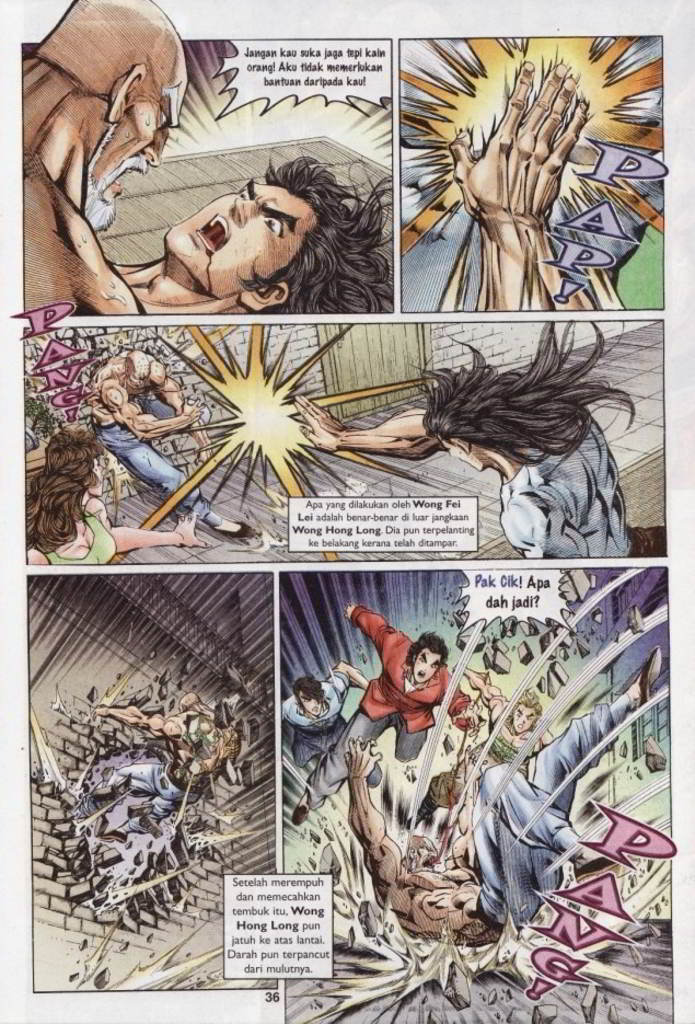 Jangan kau suka jaga tepi kain
orang! Aku tidak memerlukan
bantuan daripada kau!
PAP!
PANG!
Apa yang dilakukan oleh Wong Fei
Lei adalah benar-benar di luar jangkaan
Wong Hong Long. Dia pun terpelanting
ke belakang kerana telah ditampar.
Pak Cik! Apa
dah jadi?
Setelah merempuh
dan memecahkan
tembuk itu, Wong
Hong Long pun
jatuh ke atas lantai.
Darah pun terpancut
dari mulutnya.
PANG!
36